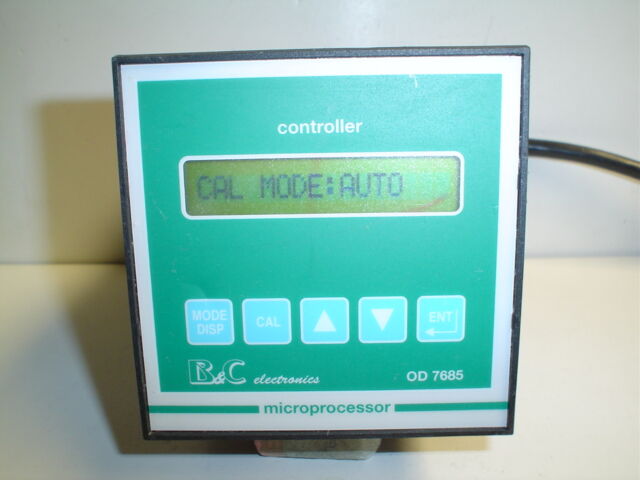 controller
CAL MODE:AUTO
MODE
DISP
CAL
ENT
B&C electronics
OD 7685
microprocessor